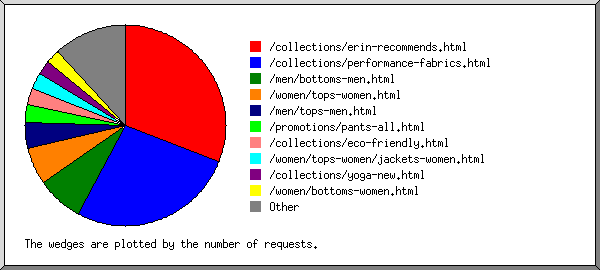 /collections/erin-recommends.html
/collections/performance-fabrics.html
/men/bottoms-men.html
/women/tops-women.html
/men/tops-men.html
/promotions/pants-all.html
/collections/eco-friendly.html
/women/tops-women/jackets-women.html
/collections/yoga-new.html
/women/bottoms-women.html
Other
The wedges are plotted by the number of requests.